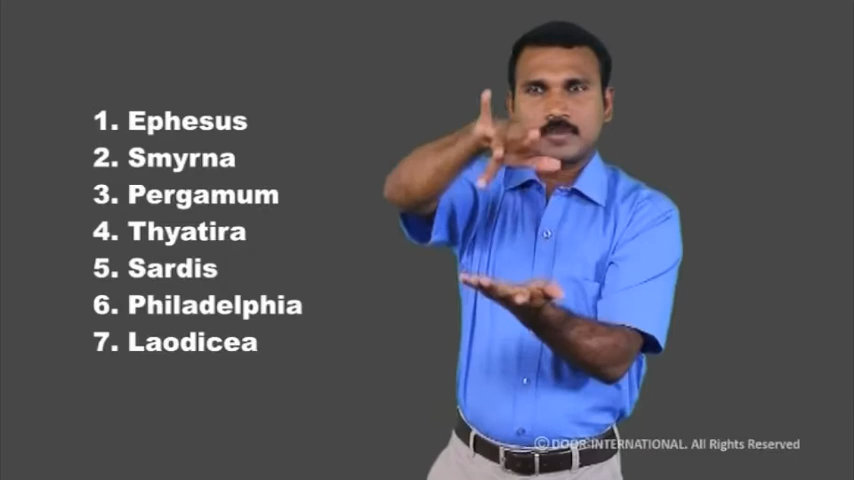 1. Ephesus
2. Smyrna
3. Pergamum
4. Thyatira
5. Sardis
6. Philadelphia
7. Laodicea
©DOOR INTERNATIONAL. All Rights Reserved